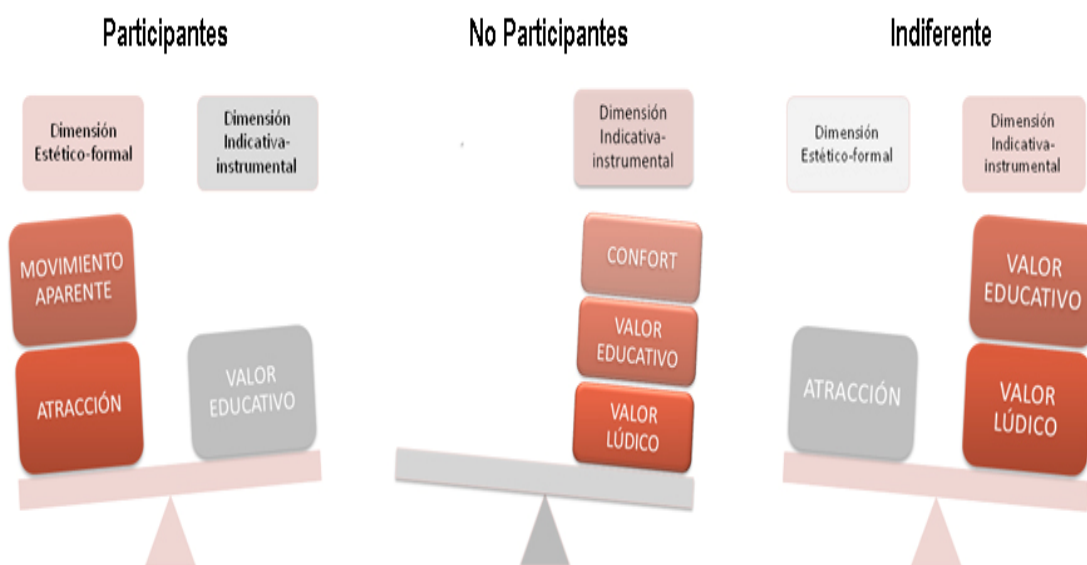 Participantes
No Participantes
Indiferente
Dimensión
Estético-formal
Dimensión
Indicativa-
instrumental
Dimensión
Indicativa-
instrumental
Dimensión
Estético-formal
Dimensión
Indicativa-
instrumental
MOVIMIENTO
APARENTE
ATRACCIÓN
VALOR
EDUCATIVO
CONFORT
VALOR
EDUCATIVO
VALOR
LÚDICO
ATRACCIÓN
VALOR
EDUCATIVO
VALOR
LÚDICO